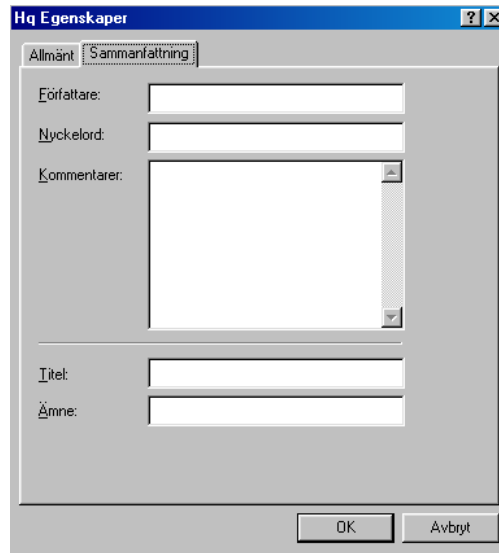 Hq Egenskaper
Allmänt Sammanfattning
Författare:
Nyckelord:
Kommentarer:
Titel:
Ämne:
OK Avbryt